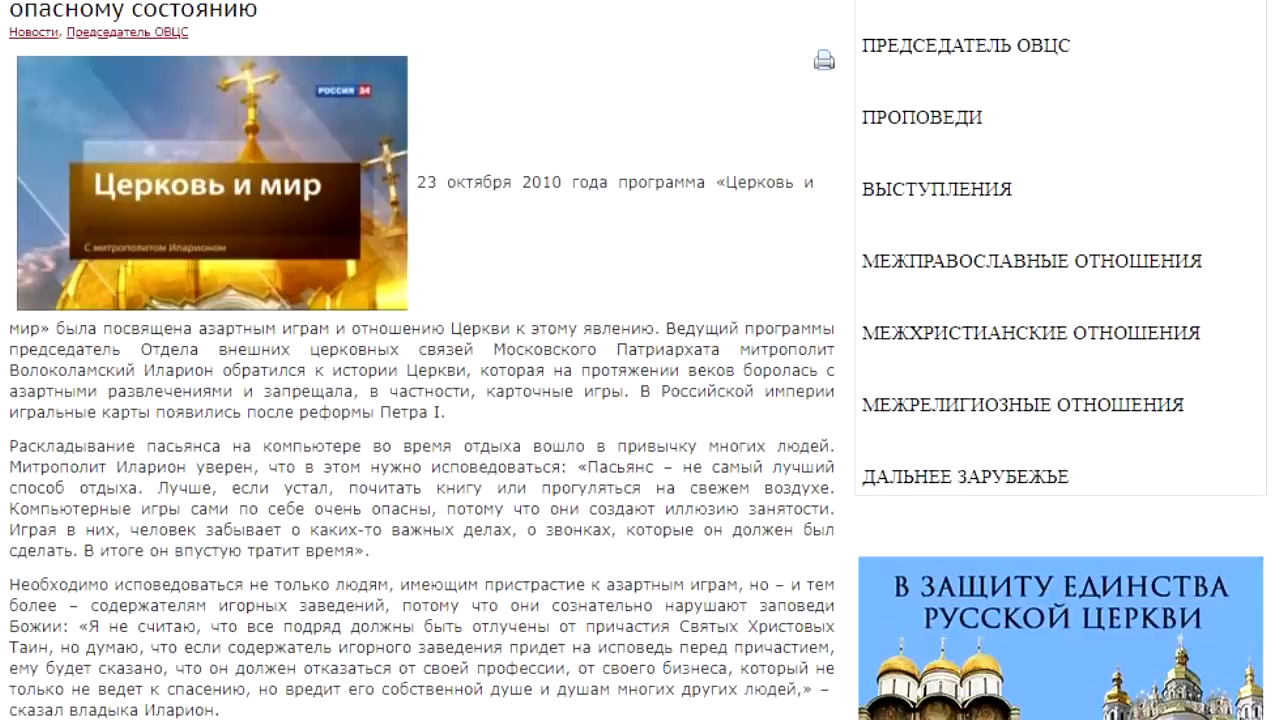 опасному состоянию
Новости, Председатель ОВЦС
РОССИЯ 24
Церковь и мир
С митрополитом Иларионом
23 октября 2010 года программа «Церковь и
мир» была посвящена азартным играм и отношению Церкви к этому явлению. Ведущий программы
председатель Отдела внешних церковных связей Московского Патриархата митрополит
Волоколамский Иларион обратился к истории Церкви, которая на протяжении веков боролась с
азартными развлечениями и запрещала, в частности, карточные игры. В Российской империи
игральные карты появились после реформы Петра I.
Раскладывание пасьянса на компьютере во время отдыха вошло в привычку многих людей.
Митрополит Иларион уверен, что в этом нужно исповедоваться: «Пасьянс – не самый лучший
способ отдыха. Лучше, если устал, почитать книгу или прогуляться на свежем воздухе.
Компьютерные игры сами по себе очень опасны, потому что они создают иллюзию занятости.
Играя в них, человек забывает о каких-то важных делах, о звонках, которые он должен был
сделать. В итоге он впустую тратит время».
Необходимо исповедоваться не только людям, имеющим пристрастие к азартным играм, но – и тем
более – содержателям игорных заведений, потому что они сознательно нарушают заповеди
Божии: «Я не считаю, что все подряд должны быть отлучены от причастия Святых Христовых
Таин, но думаю, что если содержатель игорного заведения придет на исповедь перед причастием,
ему будет сказано, что он должен отказаться от своей профессии, от своего бизнеса, который не
только не ведет к спасению, но вредит его собственной душе и душам многих других людей,» –
сказал владыка Иларион.
ПРЕДСЕДАТЕЛЬ ОВЦС
ПРОПОВЕДИ
ВЫСТУПЛЕНИЯ
МЕЖПРАВОСЛАВНЫЕ ОТНОШЕНИЯ
МЕЖХРИСТИАНСКИЕ ОТНОШЕНИЯ
МЕЖРЕЛИГИОЗНЫЕ ОТНОШЕНИЯ
ДАЛЬНЕЕ ЗАРУБЕЖЬЕ
В ЗАЩИТУ ЕДИНСТВА
РУССКОЙ ЦЕРКВИ